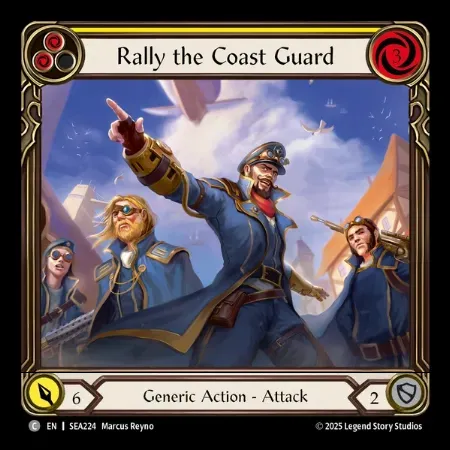 Rally the Coast Guard
3
6
Generic Action - Attack
2
C EN | SEA224 Marcus Reyno
© 2025 Legend Story Studios